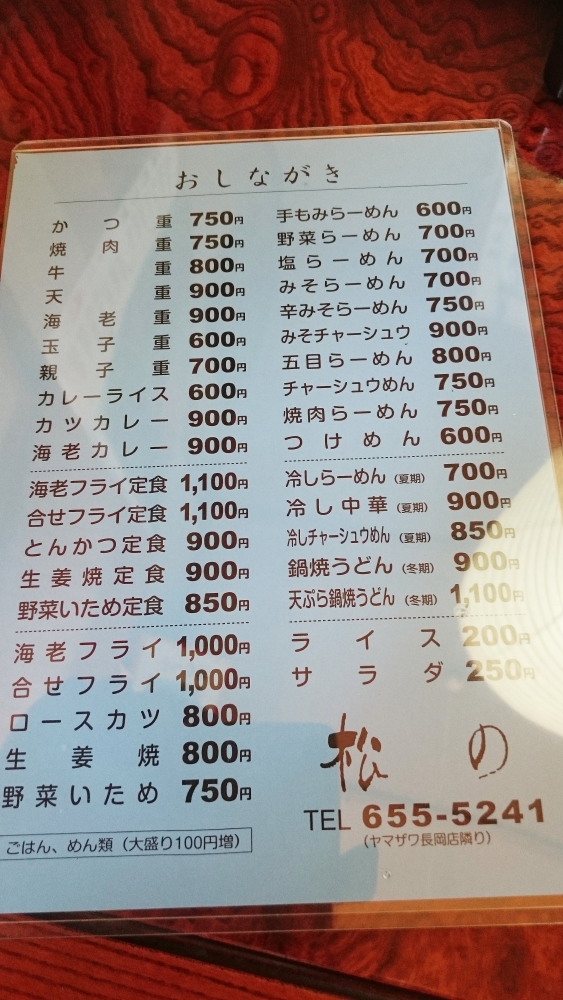 おしながき
かつ重 750円
焼肉重 750円
牛重 800円
天重 900円
海老重 900円
玉子重 600円
親子重 700円
カレーライス 600円
カツカレー 900円
海老カレー 900円
海老フライ定食 1,100円
合せフライ定食 1,100円
とんかつ定食 900円
生姜焼定食 900円
野菜いため定食 850円
海老フライ 1,000円
合せフライ 1,000円
ロースカツ 800円
生姜焼 800円
野菜いため 750円
ごはん、めん類（大盛り100円増）
手もみらーめん 600円
野菜らーめん 700円
塩らーめん 700円
みそらーめん 700円
辛みそらーめん 750円
みそチャーシュウ 900円
五目らーめん 800円
チャーシュウめん 750円
焼肉らーめん 750円
つけめん 600円
冷しらーめん（夏期） 700円
冷し中華（夏期） 900円
冷しチャーシュウめん（夏期） 850円
鍋焼うどん（冬期） 900円
天ぷら鍋焼うどん（冬期） 1,100円
ライス 200円
サラダ 250円
松の
TEL 655-5241
（ヤマザワ長岡店隣り）